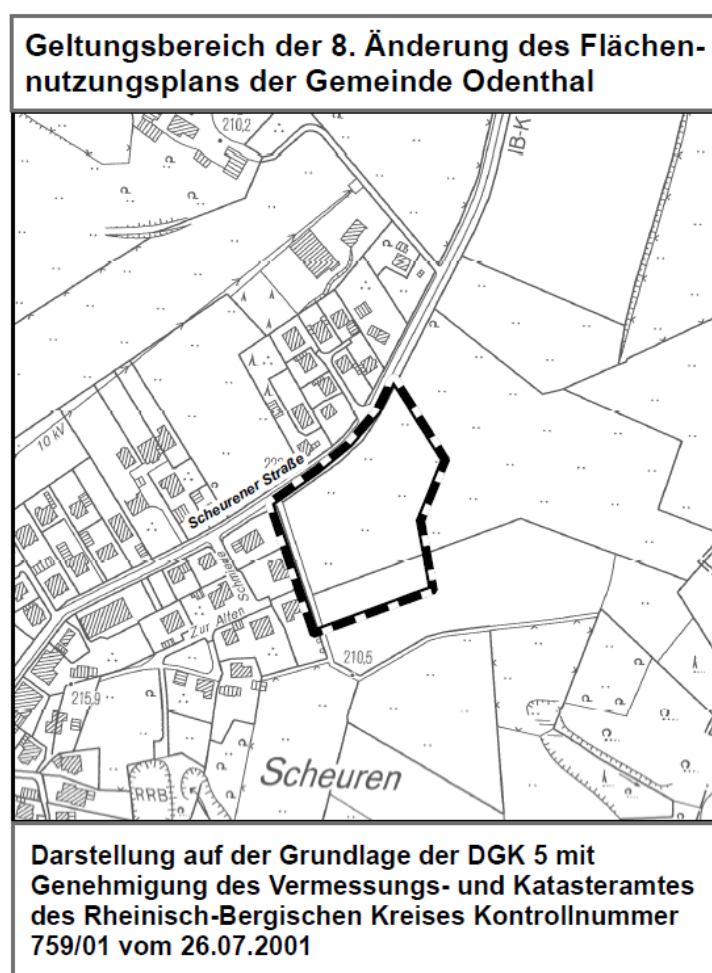 Geltungsbereich der 8. Änderung des Flächen-
nutzungsplans der Gemeinde Odenthal
210,2
IB-K
10 kV
Scheurener Straße
Schmiede
Zur Alten
210,5
215,9
Scheuren
RRB
Darstellung auf der Grundlage der DGK 5 mit
Genehmigung des Vermessungs- und Katasteramtes
des Rheinisch-Bergischen Kreises Kontrollnummer
759/01 vom 26.07.2001